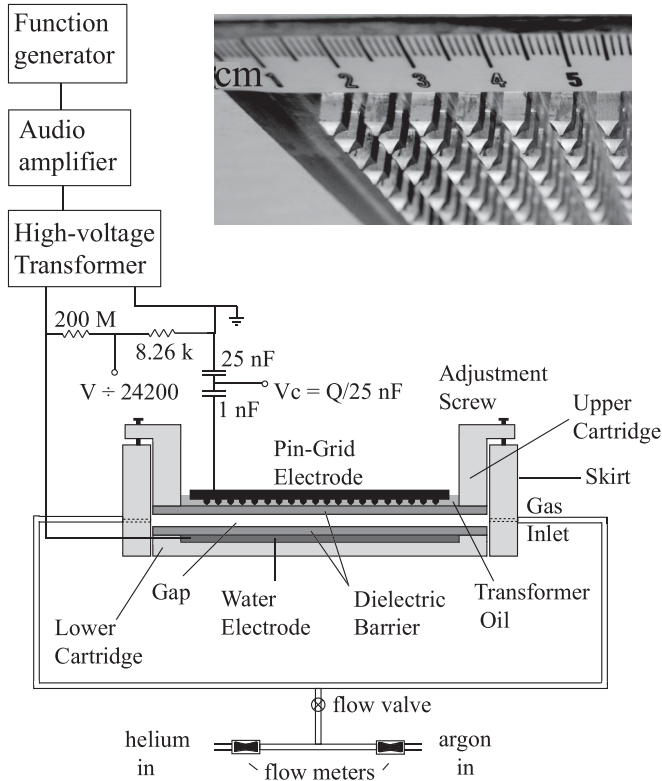 Function
generator
Audio
amplifier
High-voltage
Transformer
cm
1 2 3 4 5
200 M
8.26 k
V ÷ 24200
25 nF
Vc = Q/25 nF
1 nF
Adjustment
Screw
Upper
Cartridge
Pin-Grid
Electrode
Skirt
Gas
Inlet
Gap
Water
Electrode
Dielectric
Barrier
Transformer
Oil
Lower
Cartridge
flow valve
helium
in
argon
in
flow meters